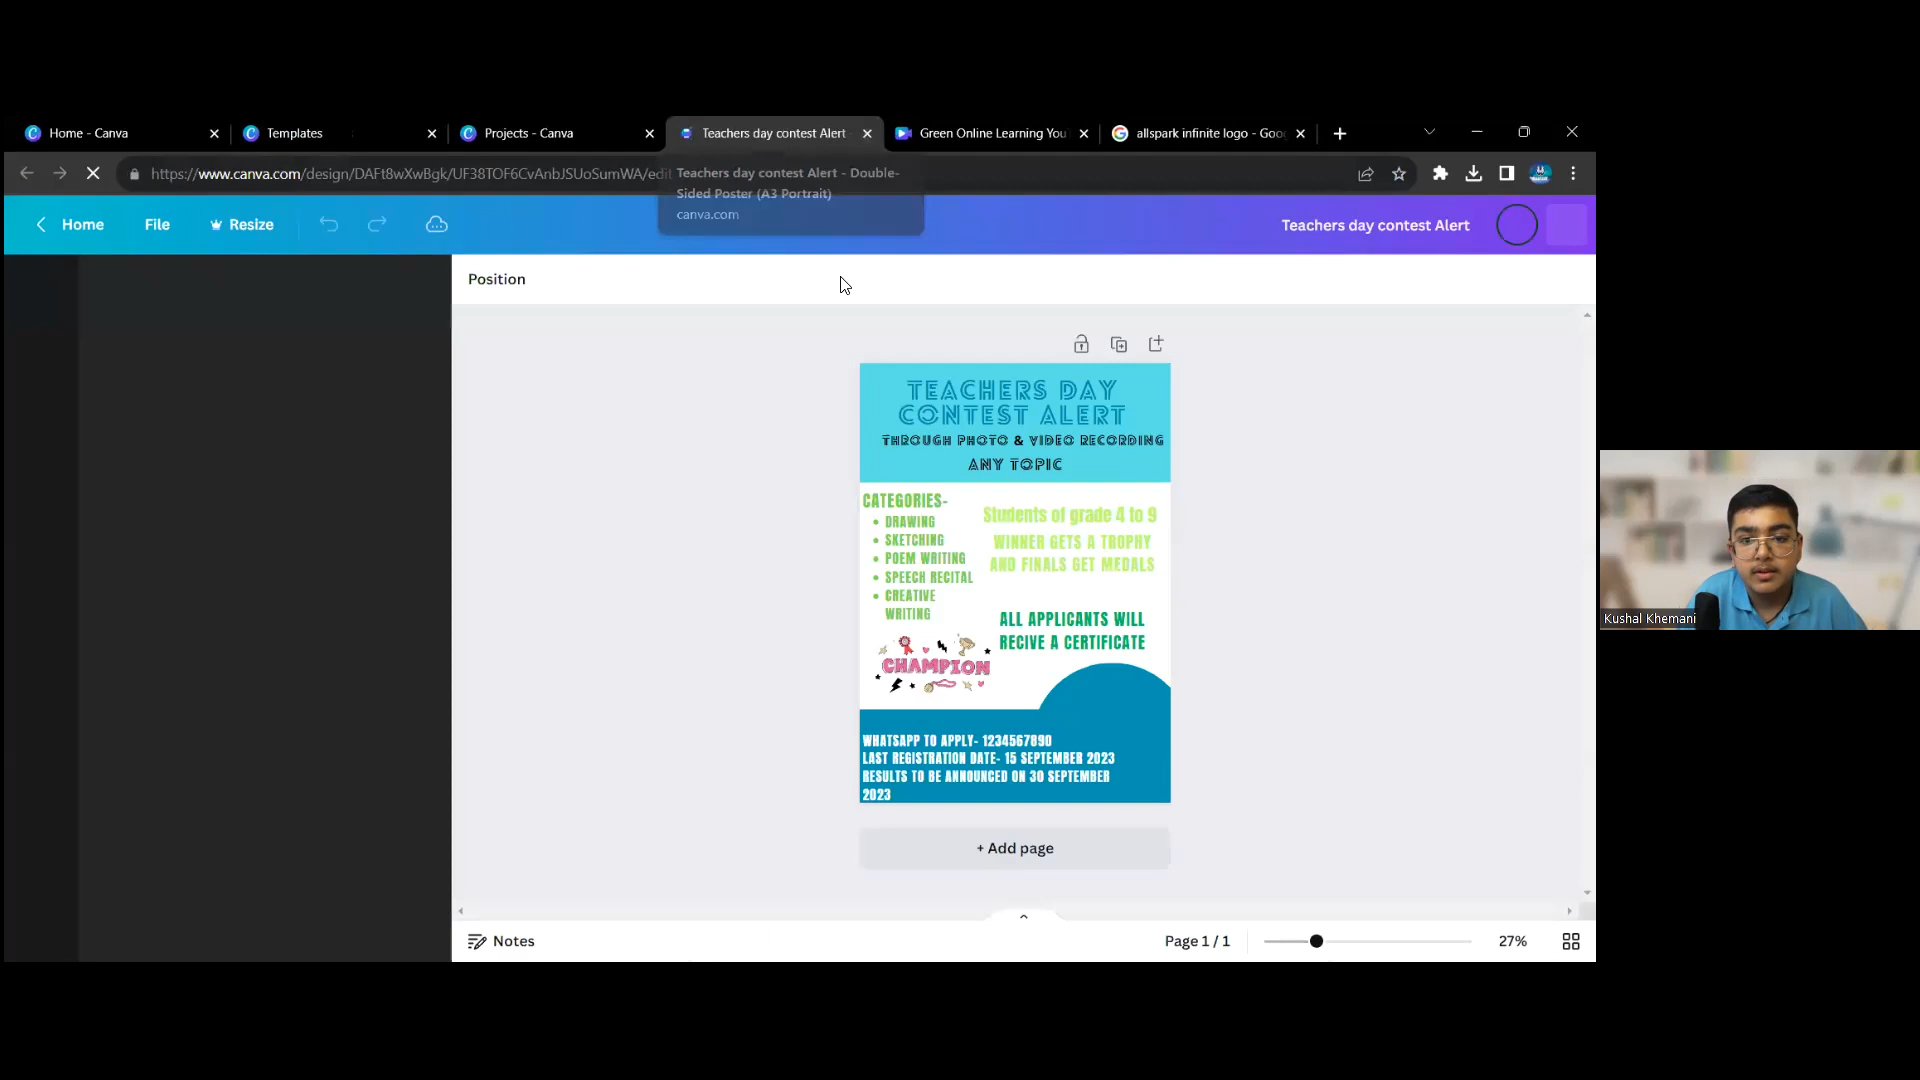 Home - Canva
Templates
Projects - Canva
Teachers day contest Alert
Green Online Learning You
allspark infinite logo - Goo
https://www.canva.com/design/DAFt8wXwBgk/UF38TOF6CvAnbJSUoSumWA/edit
Teachers day contest Alert - Double-
Sided Poster (A3 Portrait)
canva.com
Home
File
Resize
Teachers day contest Alert
Position
TEACHERS DAY
CONTEST ALERT
THROUGH PHOTO & VIDEO RECORDING
ANY TOPIC
CATEGORIES-
• DRAWING
• SKETCHING
• POEM WRITING
• SPEECH RECITAL
• CREATIVE
WRITING
Students of grade 4 to 9
WINNER GETS A TROPHY
AND FINALS GET MEDALS
ALL APPLICANTS WILL
RECIVE A CERTIFICATE
CHAMPION
WHATSAPP TO APPLY- 1234567890
LAST REGISTRATION DATE- 15 SEPTEMBER 2023
RESULTS TO BE ANNOUNCED ON 30 SEPTEMBER
2023
+ Add page
Notes
Page 1 / 1
27%
Kushal Khemani